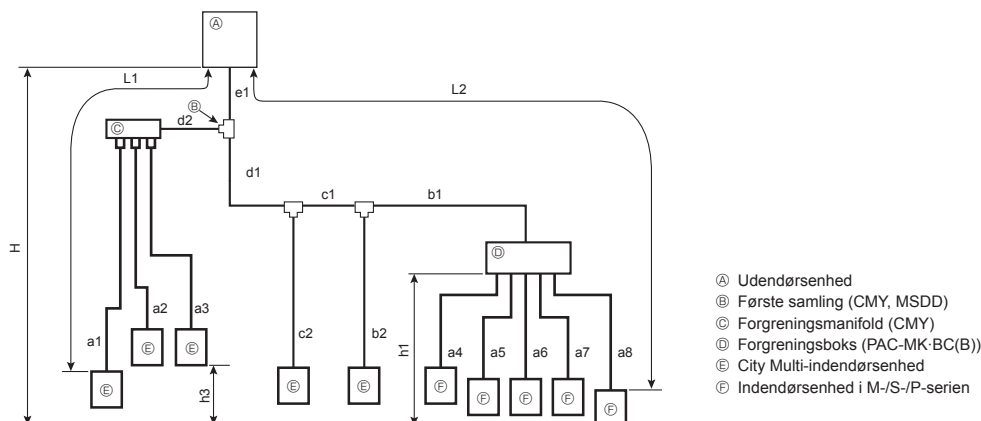 Ⓐ
L1
L2
e1
Ⓑ
Ⓒ
d2
d1
c1
b1
H
Ⓓ
a1
a2
a3
Ⓔ
Ⓔ
Ⓔ
h3
c2
b2
Ⓔ
Ⓔ
h1
a4
a5
a6
a7
a8
Ⓕ
Ⓕ
Ⓕ
Ⓕ
Ⓕ
Ⓐ Udendørsenhed
Ⓑ Første samling (CMY, MSDD)
Ⓒ Forgreningsmanifold (CMY)
Ⓓ Forgreningsboks (PAC-MK·BC(B))
Ⓔ City Multi-indendørsenhed
Ⓕ Indendørsenhed i M-/S-/P-serien